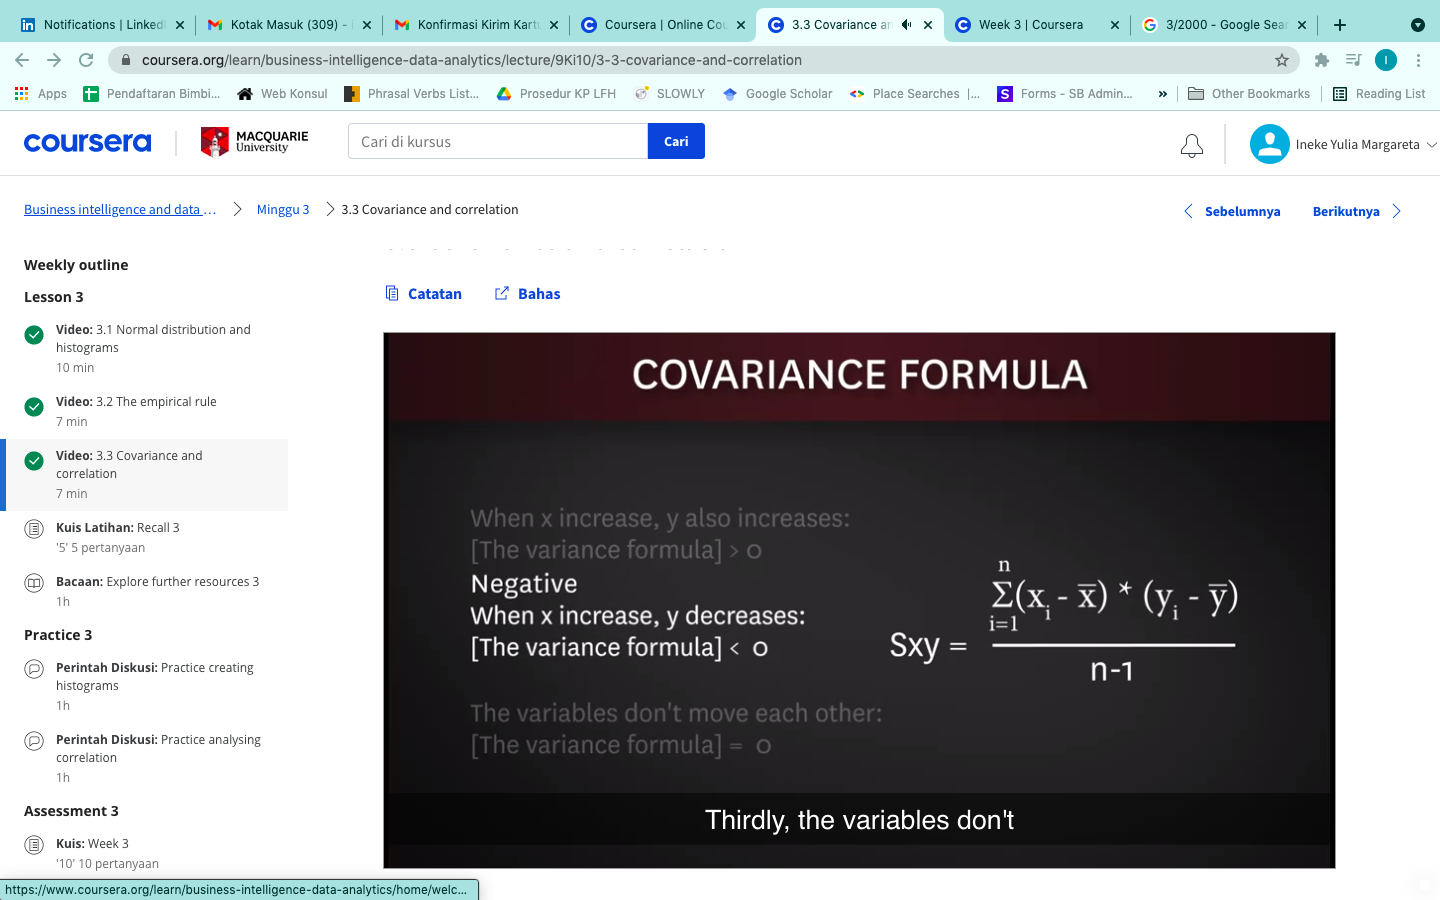 Notifications | LinkedI
Kotak Masuk (309) -
Konfirmasi Kirim Kart
Coursera | Online Co
3.3 Covariance an
Week 3 | Coursera
3/2000 - Google Sear
coursera.org/learn/business-intelligence-data-analytics/lecture/9Ki10/3-3-covariance-and-correlation
I
Apps
Pendaftaran Bimbi...
Web Konsul
Phrasal Verbs List...
Prosedur KP LFH
SLOWLY
Google Scholar
Place Searches |...
S
Forms - SB Admin...
»
Other Bookmarks
Reading List
coursera
MACQUARIE
University
Cari di kursus
Cari
Ineke Yulia Margareta
Business intelligence and data ...
Minggu 3
3.3 Covariance and correlation
Sebelumnya
Berikutnya
Weekly outline
Lesson 3
Video: 3.1 Normal distribution and
histograms
10 min
Video: 3.2 The empirical rule
7 min
Video: 3.3 Covariance and
correlation
7 min
Kuis Latihan: Recall 3
'5' 5 pertanyaan
Bacaan: Explore further resources 3
1h
Practice 3
Perintah Diskusi: Practice creating
histograms
1h
Perintah Diskusi: Practice analysing
correlation
1h
Assessment 3
Kuis: Week 3
'10' 10 pertanyaan
https://www.coursera.org/learn/business-intelligence-data-analytics/home/welc...
Catatan
Bahas
COVARIANCE FORMULA
When x increase, y also increases:
[The variance formula] > 0
Negative
When x increase, y decreases:
[The variance formula] < 0
The variables don't move each other:
[The variance formula] = 0
n
Σ(xᵢ - x̅) * (yᵢ - y̅)
i=1
Sxy =
n-1
Thirdly, the variables don't